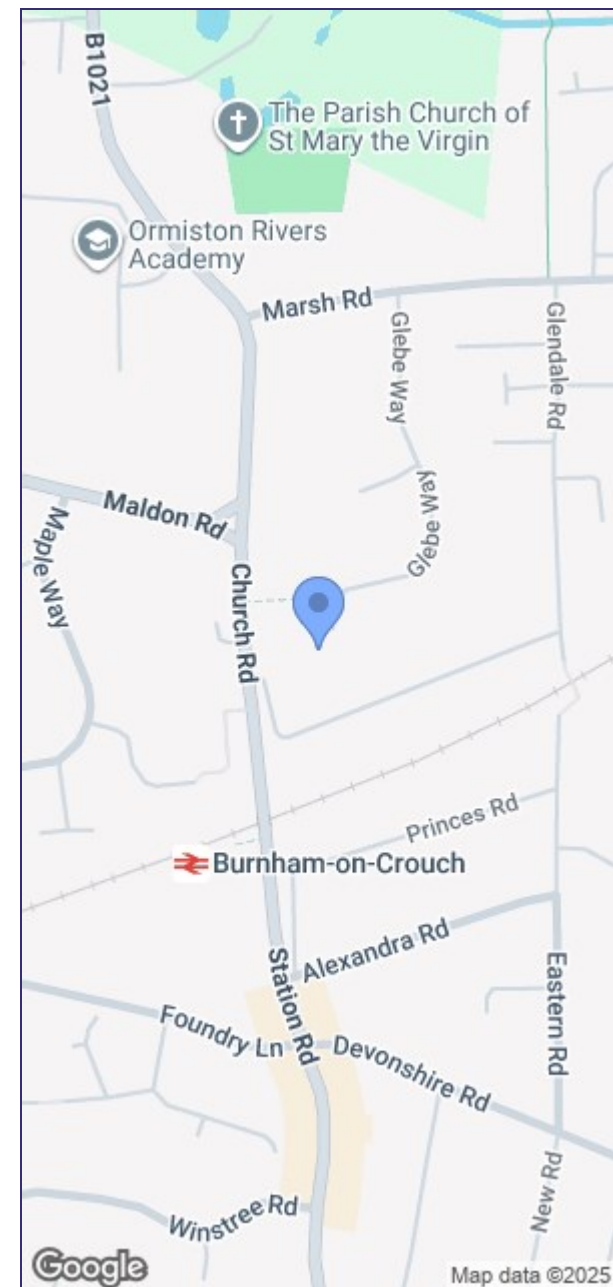 B1021
The Parish Church of
St Mary the Virgin
Ormiston Rivers
Academy
Marsh Rd
Glebe Way
Glendale Rd
Maldon Rd
Maple Way
Glebe Way
Church Rd
Princes Rd
Burnham-on-Crouch
Alexandra Rd
Station Rd
Eastern Rd
Foundry Ln
Devonshire Rd
New Rd
Winstree Rd
Google
Map data ©2025